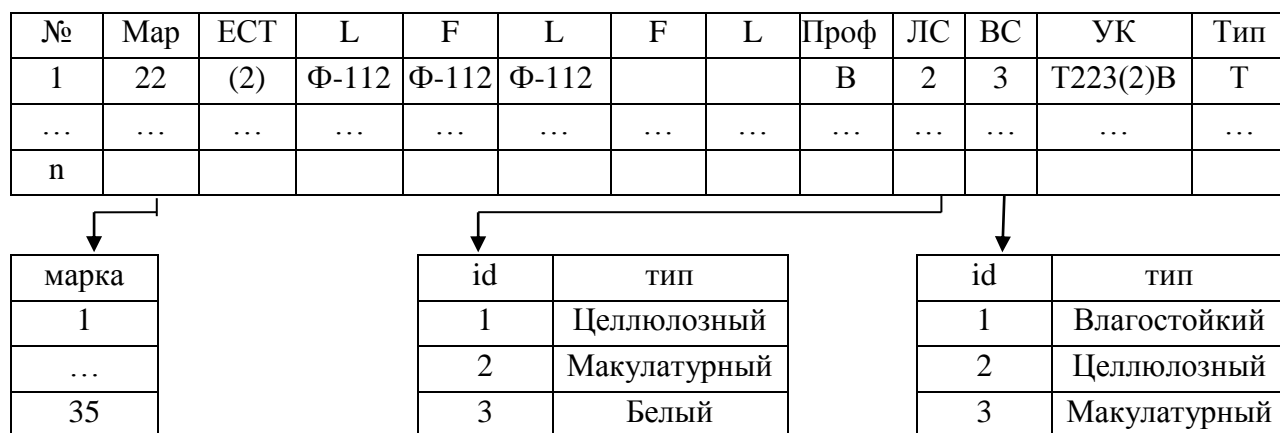 № Мар ЕСТ L F L F L Проф ЛС ВС УК Тип
1 22 (2) Ф-112 Ф-112 Ф-112 В 2 3 Т223(2)В Т
… … … … … … … … … … … … …
n
марка id тип id тип
1 1 Целлюлозный 1 Влагостойкий
… 2 Макулатурный 2 Целлюлозный
35 3 Белый 3 Макулатурный